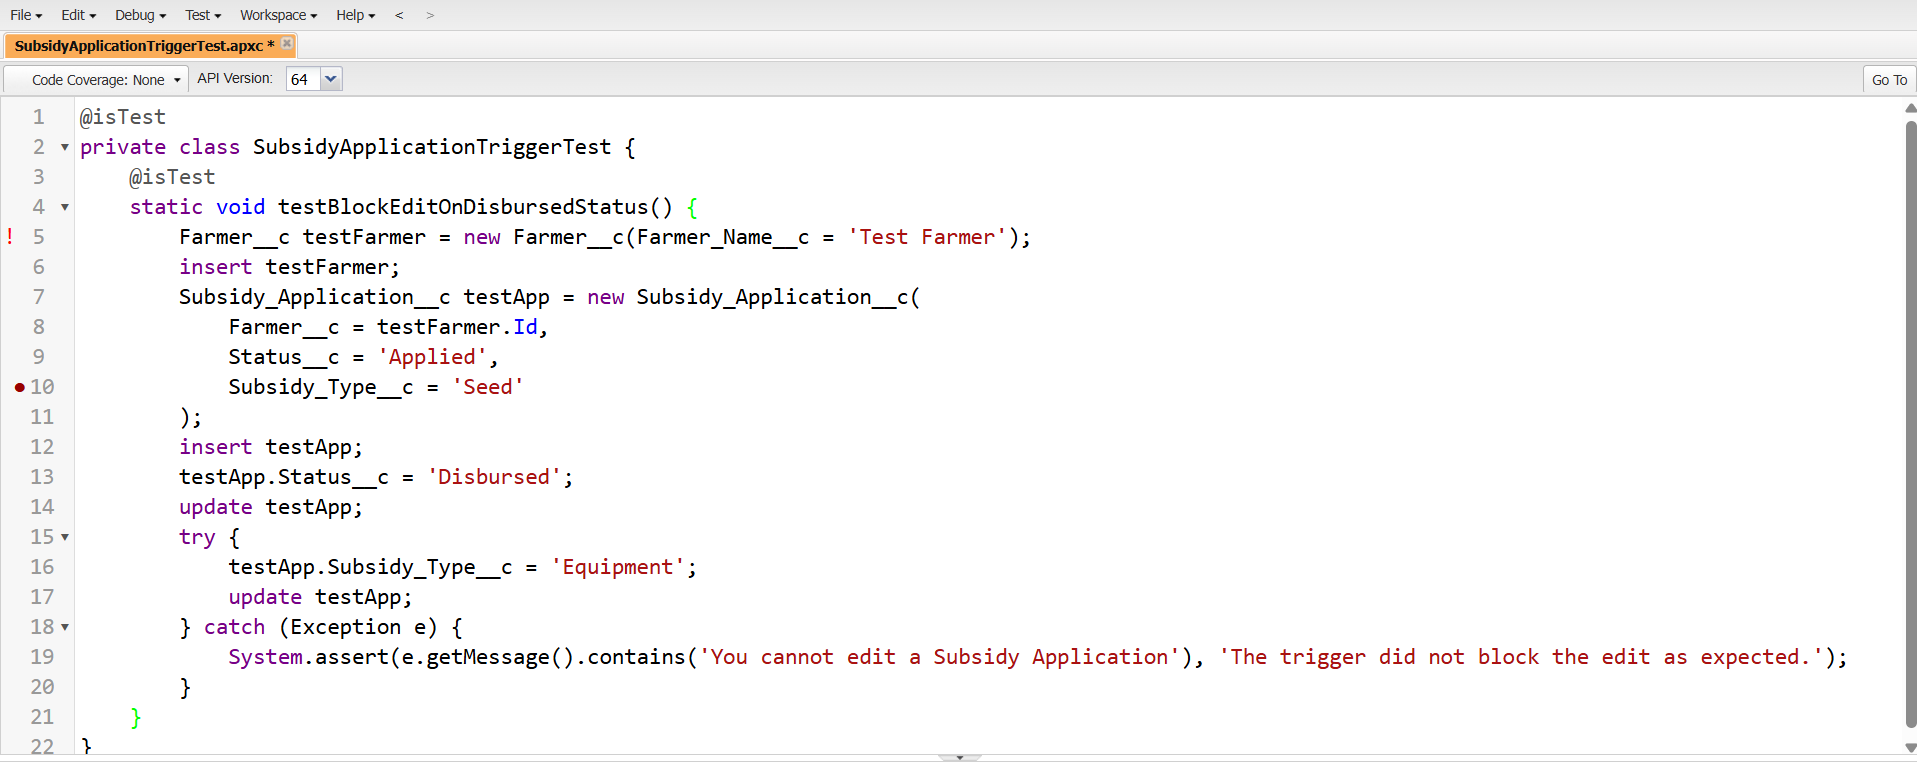 File Edit Debug Test Workspace Help < >
SubsidyApplicationTriggerTest.apxc *
Code Coverage: None API Version: 64 Go To
1 @isTest
2 private class SubsidyApplicationTriggerTest {
3 @isTest
4 static void testBlockEditOnDisbursedStatus() {
! 5 Farmer__c testFarmer = new Farmer__c(Farmer_Name__c = 'Test Farmer');
6 insert testFarmer;
7 Subsidy_Application__c testApp = new Subsidy_Application__c(
8 Farmer__c = testFarmer.Id,
9 Status__c = 'Applied',
10 Subsidy_Type__c = 'Seed'
11 );
12 insert testApp;
13 testApp.Status__c = 'Disbursed';
14 update testApp;
15 try {
16 testApp.Subsidy_Type__c = 'Equipment';
17 update testApp;
18 } catch (Exception e) {
19 System.assert(e.getMessage().contains('You cannot edit a Subsidy Application'), 'The trigger did not block the edit as expected.');
20 }
21 }
22 }